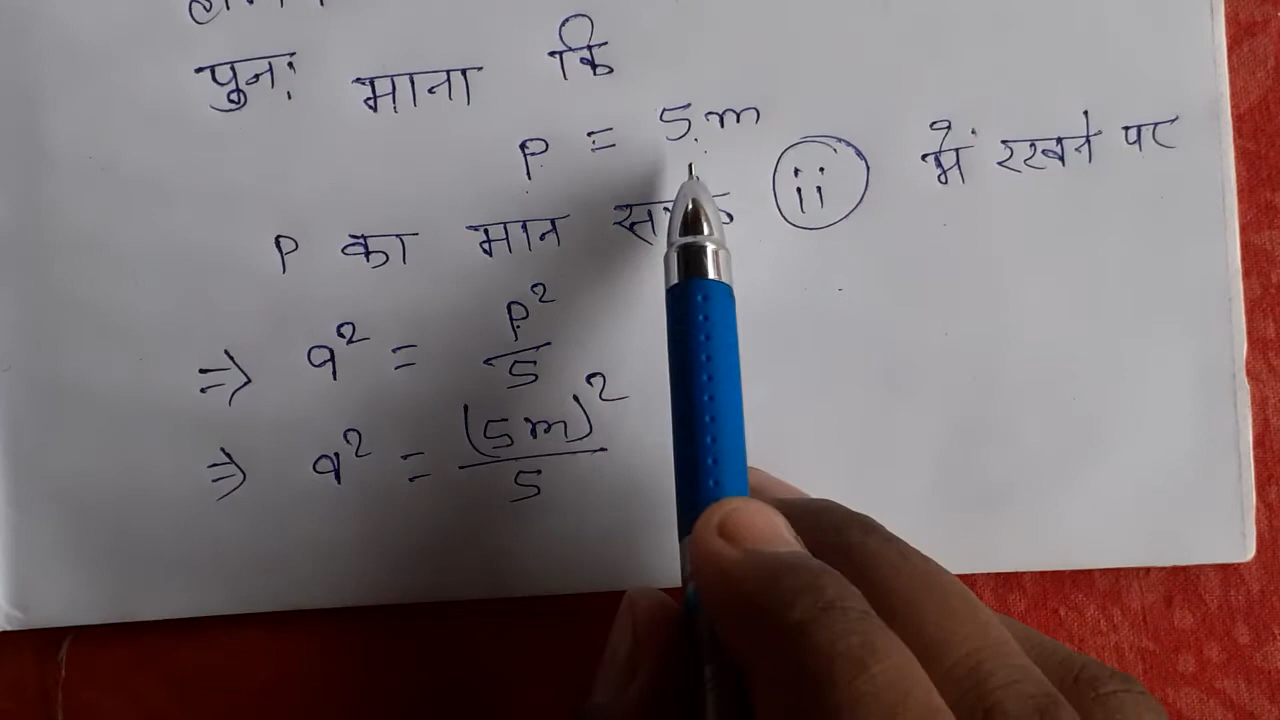 पुनः माना कि
P = 5m
P का मान ii में रखने पर
⇒ q² = P²/5
⇒ q² = (5m)²/5